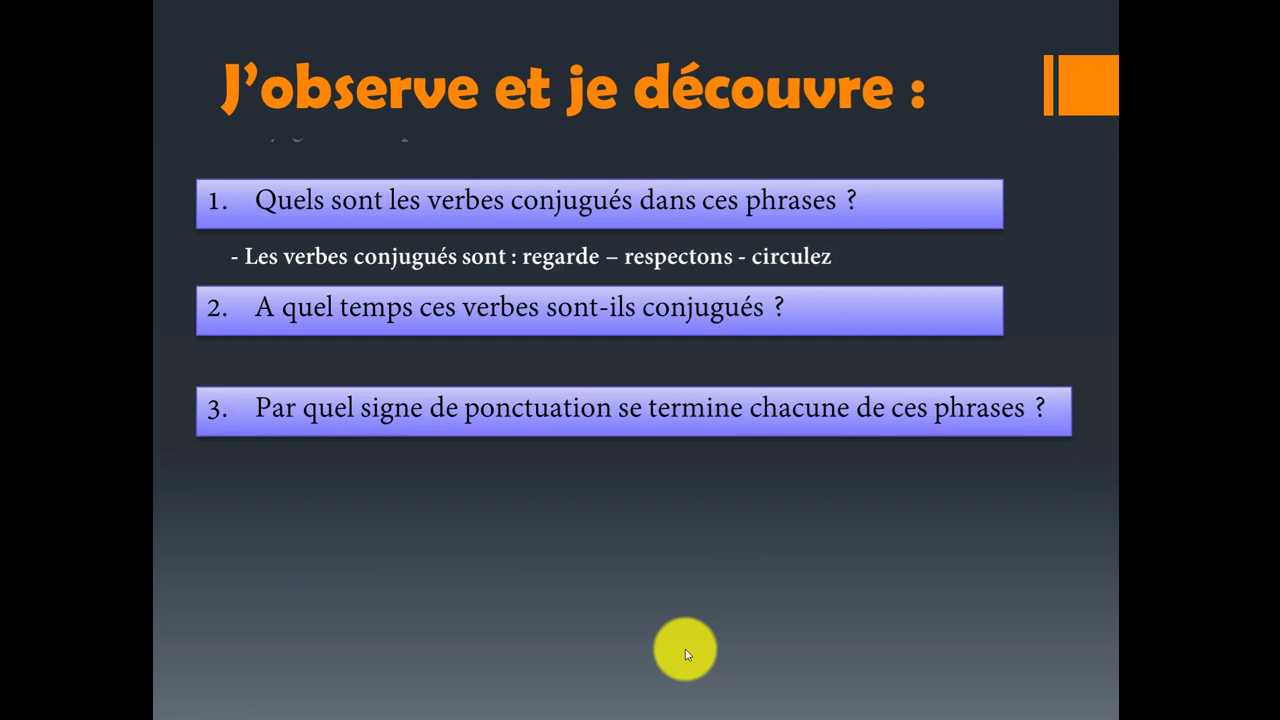 J’observe et je découvre :
1. Quels sont les verbes conjugués dans ces phrases ?
- Les verbes conjugués sont : regarde – respectons - circulez
2. A quel temps ces verbes sont-ils conjugués ?
3. Par quel signe de ponctuation se termine chacune de ces phrases ?